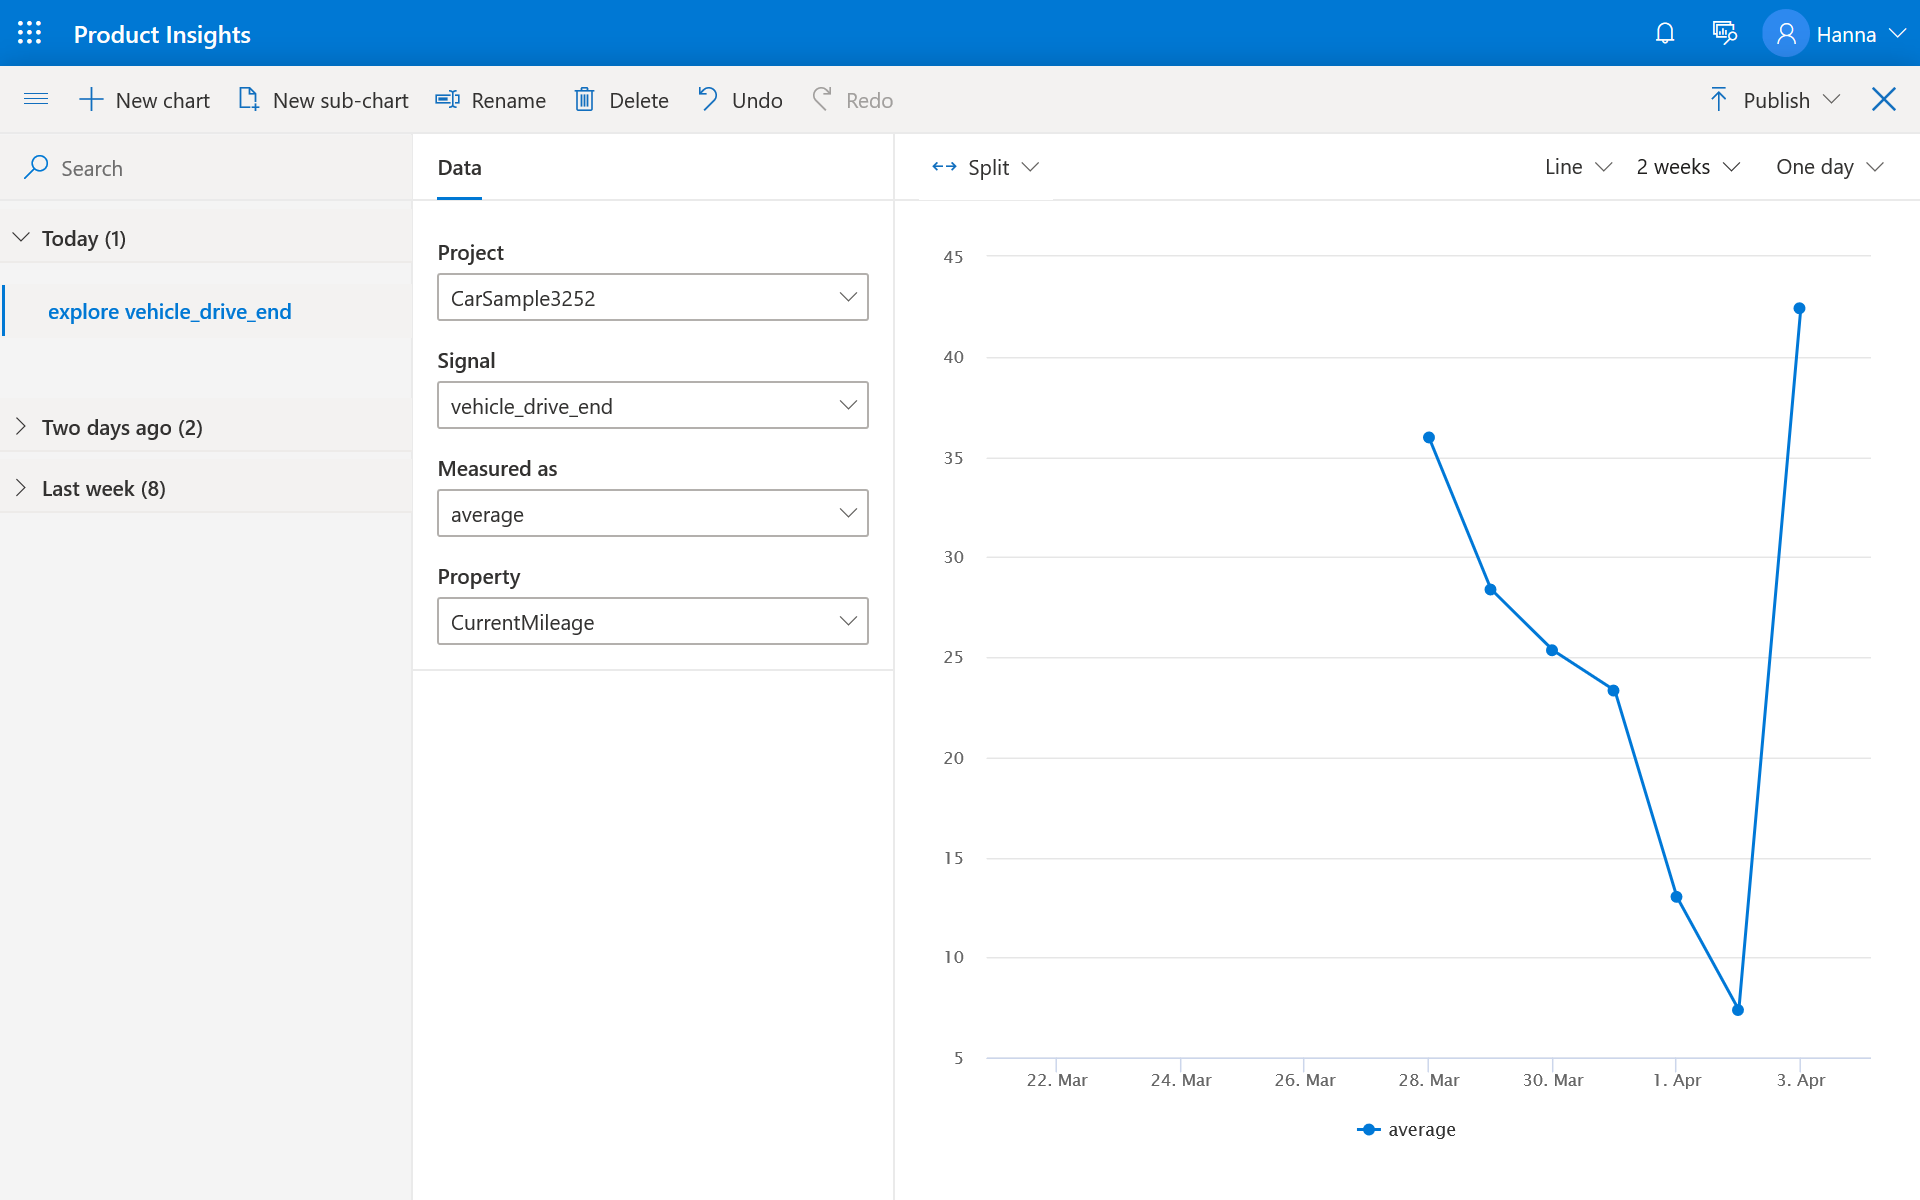 Product Insights
Hanna
New chart
New sub-chart
Rename
Delete
Undo
Redo
Publish
Search
Today (1)
explore vehicle_drive_end
Two days ago (2)
Last week (8)
Data
Project
CarSample3252
Signal
vehicle_drive_end
Measured as
average
Property
CurrentMileage
Split
Line
2 weeks
One day
45
40
35
30
25
20
15
10
5
22. Mar
24. Mar
26. Mar
28. Mar
30. Mar
1. Apr
3. Apr
average